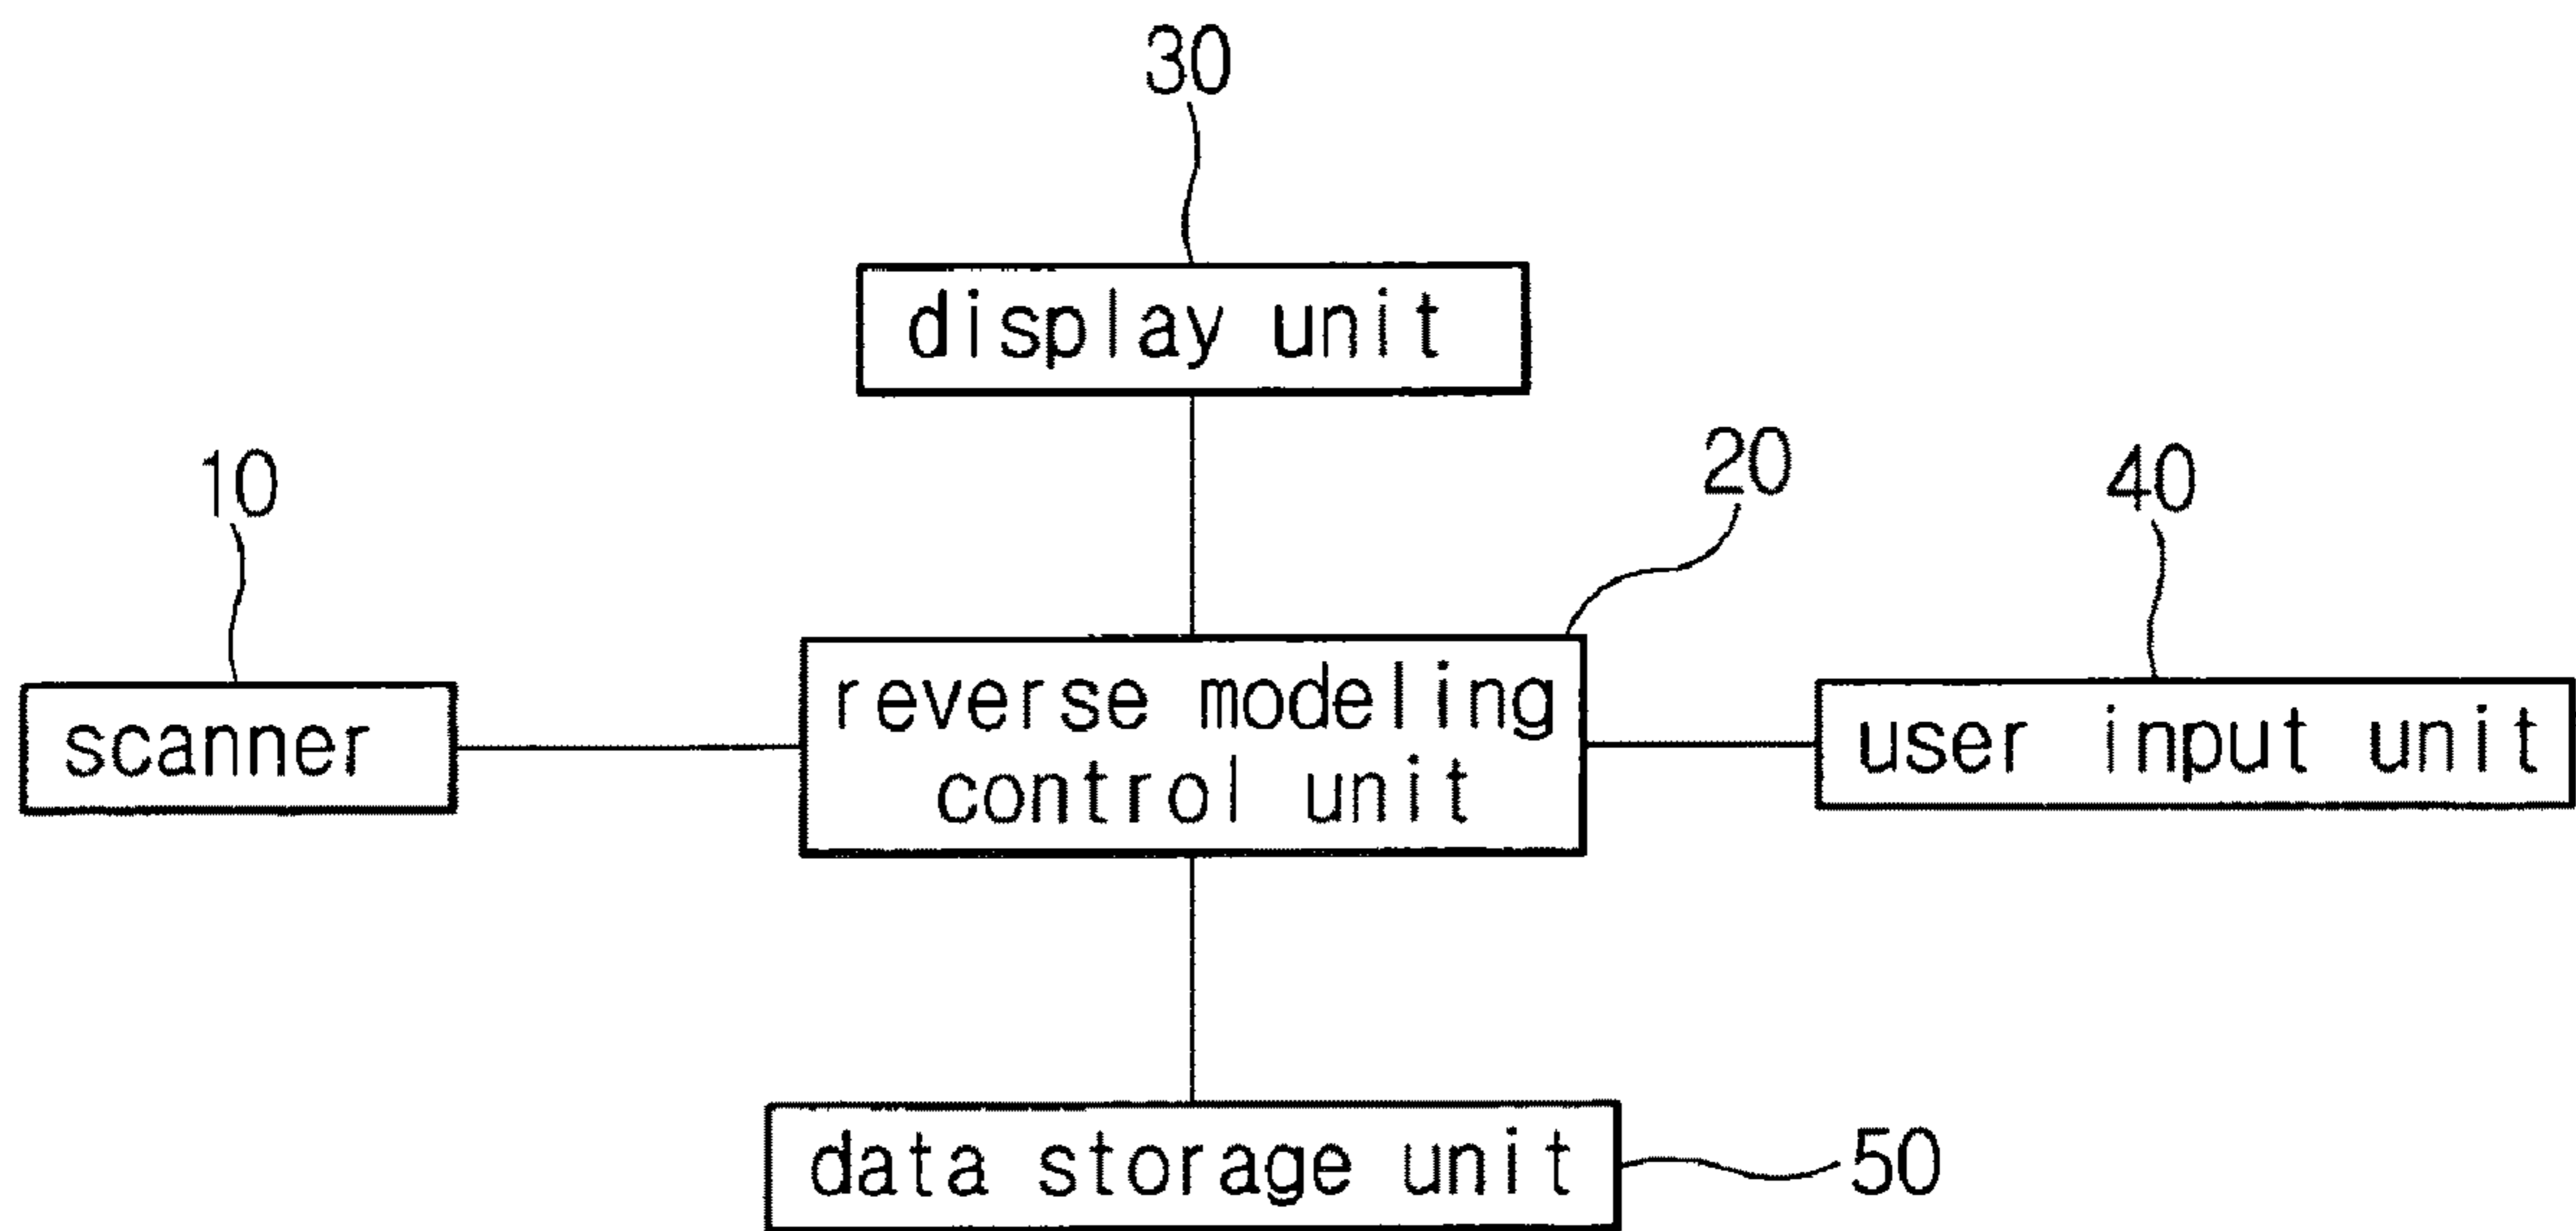 30
display unit
10
20
40
scanner
reverse modeling
control unit
user input unit
data storage unit
50